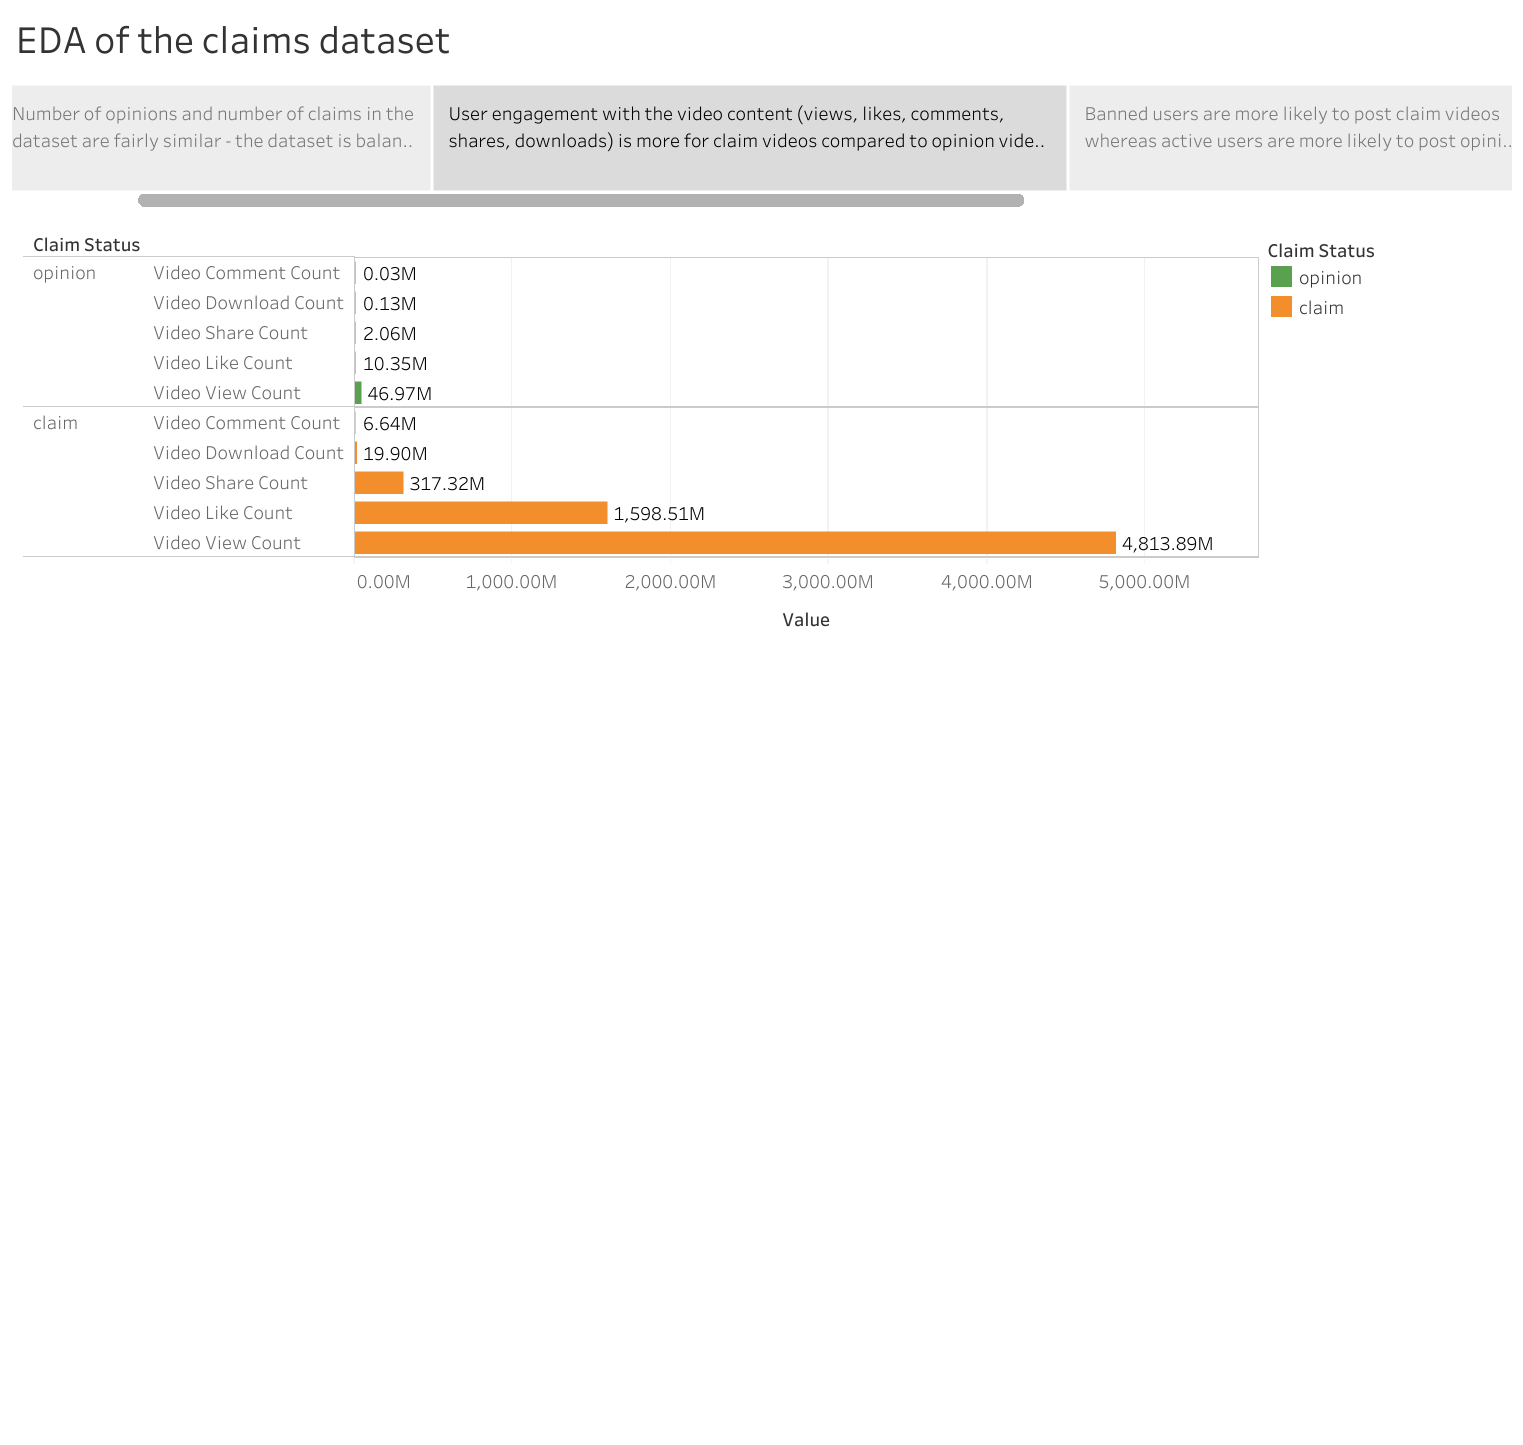 EDA of the claims dataset
Number of opinions and number of claims in the
dataset are fairly similar - the dataset is balan..
User engagement with the video content (views, likes, comments,
shares, downloads) is more for claim videos compared to opinion vide..
Banned users are more likely to post claim videos
whereas active users are more likely to post opini..
Claim Status
opinion Video Comment Count 0.03M
Video Download Count 0.13M
Video Share Count 2.06M
Video Like Count 10.35M
Video View Count 46.97M
claim Video Comment Count 6.64M
Video Download Count 19.90M
Video Share Count 317.32M
Video Like Count 1,598.51M
Video View Count 4,813.89M
0.00M 1,000.00M 2,000.00M 3,000.00M 4,000.00M 5,000.00M
Value
Claim Status
opinion
claim